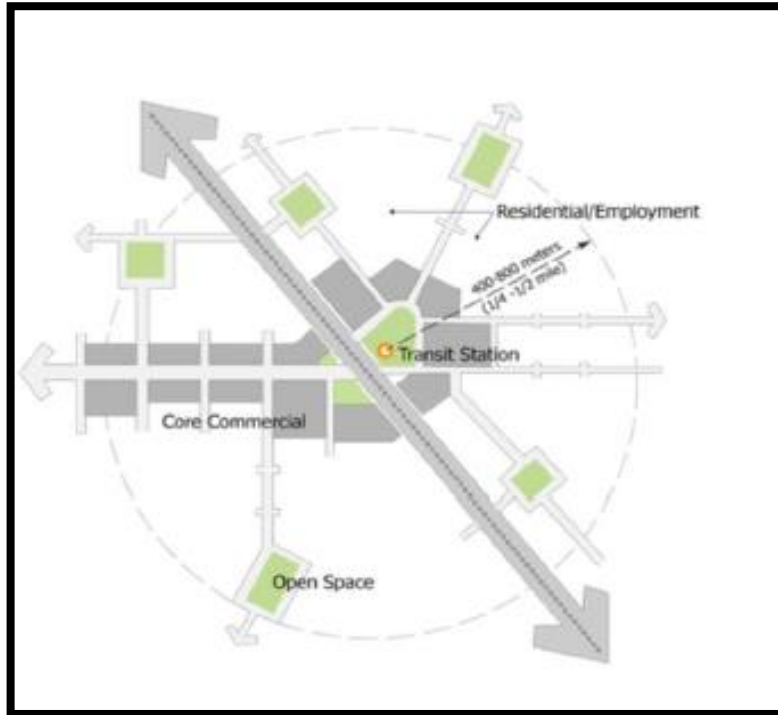 Residential/Employment
400-800 meters
(1/4 -1/2 mile)
Transit Station
Core Commercial
Open Space